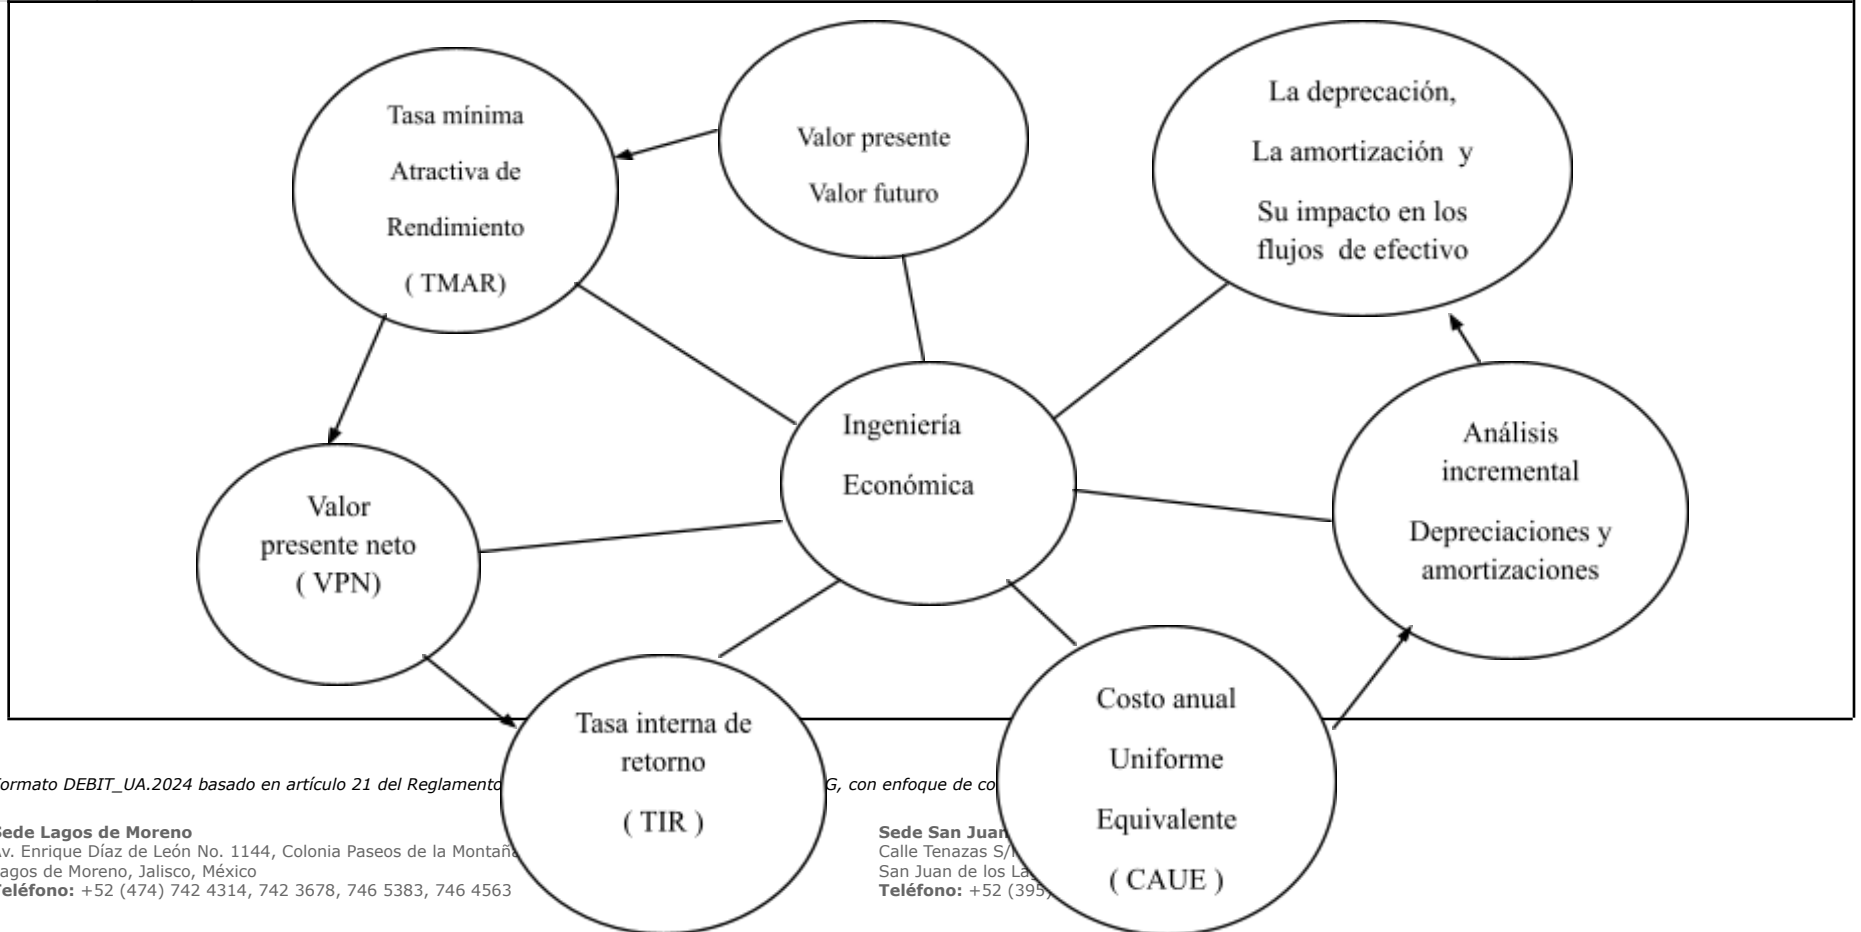 Tasa mínima
Atractiva de
Rendimiento
( TMAR)
Valor presente
Valor futuro
La deprecación,
La amortización y
Su impacto en los
flujos de efectivo
Ingeniería
Económica
Análisis
incremental
Depreciaciones y
amortizaciones
Valor
presente neto
( VPN)
Tasa interna de
retorno
( TIR )
Costo anual
Uniforme
Equivalente
( CAUE )
ormato DEBIT_UA.2024 basado en artículo 21 del Reglamento G, con enfoque de co
Sede Lagos de Moreno
Av. Enrique Díaz de León No. 1144, Colonia Paseos de la Montaña
Lagos de Moreno, Jalisco, México
Teléfono: +52 (474) 742 4314, 742 3678, 746 5383, 746 4563
Sede San Juan
Calle Tenazas S/
San Juan de los
Teléfono: +52 (395)